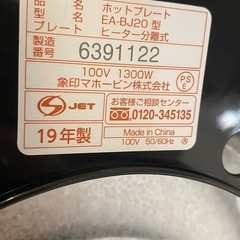 品名 ホットプレート
型名 EA-BJ20 型
プレート ヒーター分離式
製造番号 6391122
100V 1300W
象印マホービン株式会社
PSE
S JET
お客様ご相談センター
0120-345135
19年製
Made in China
100V 50/60Hz